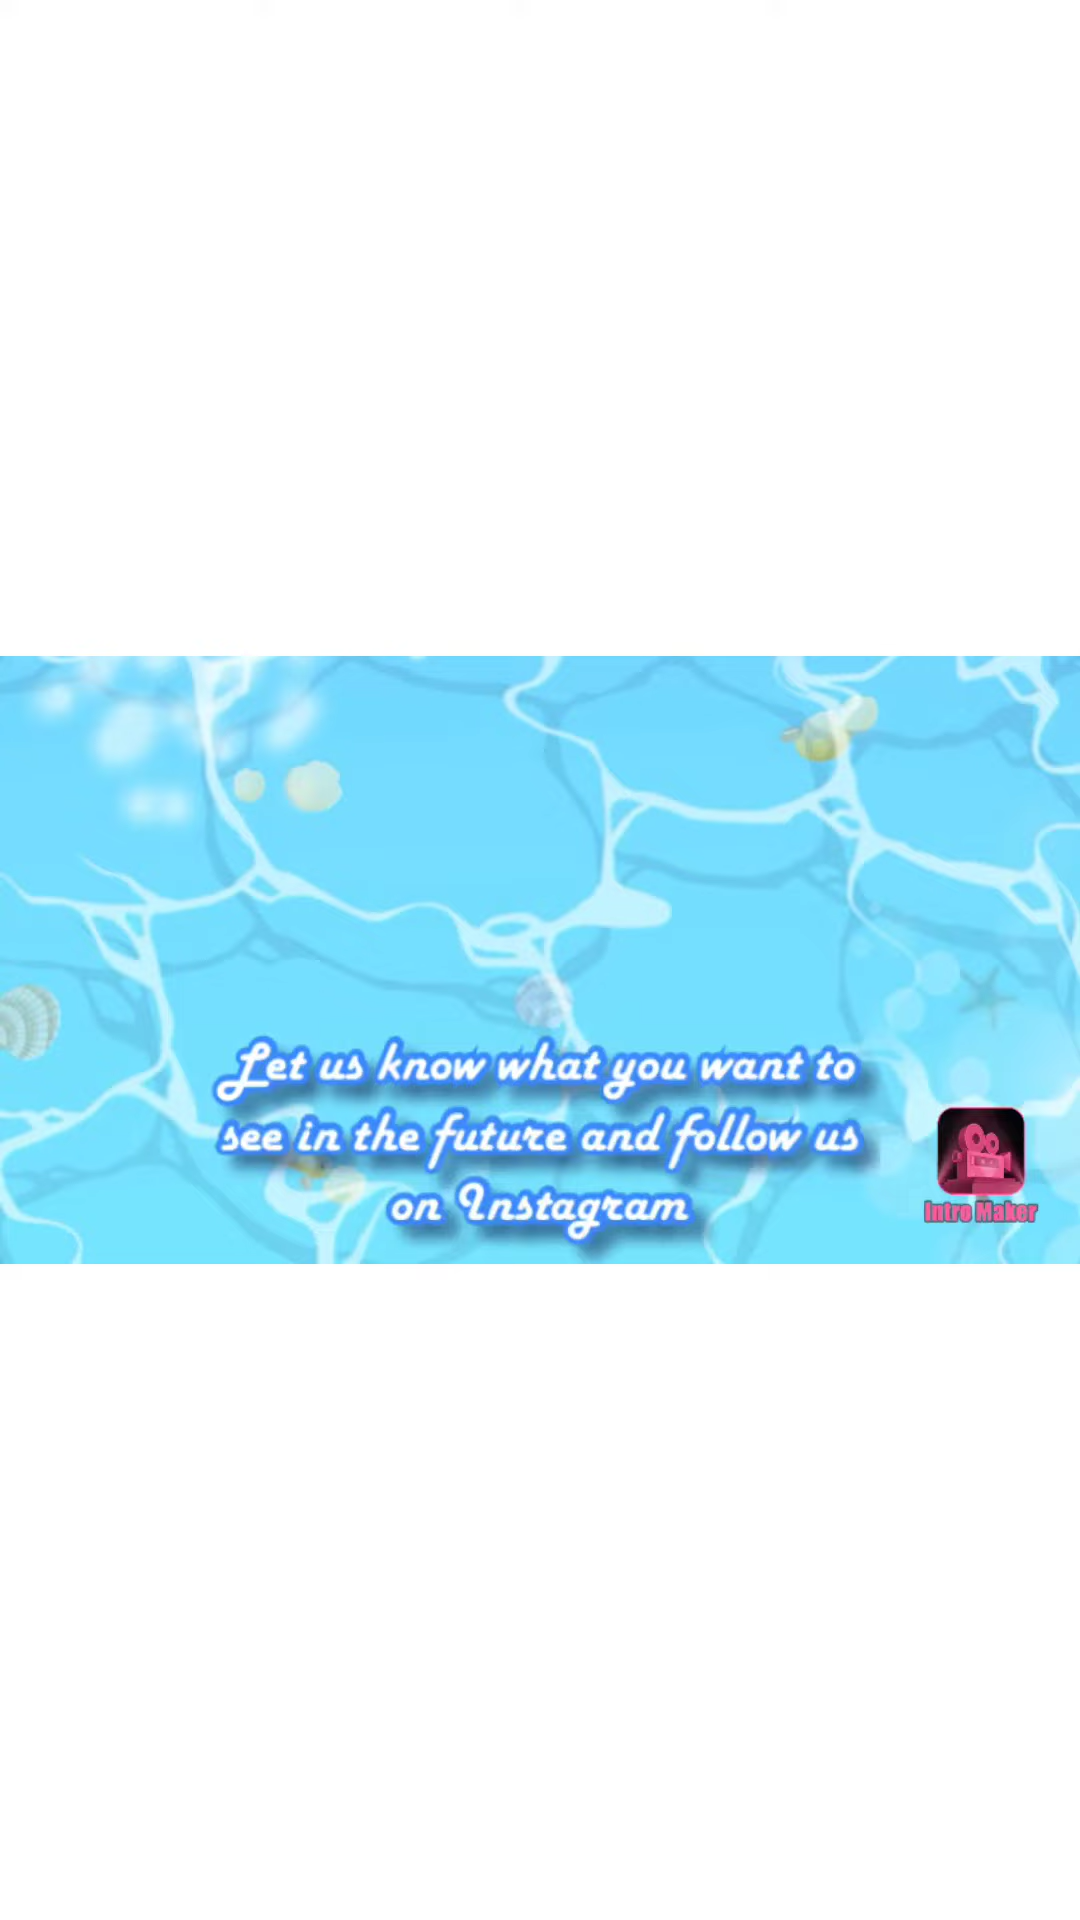 Let us know what you want to
see in the future and follow us
on Instagram
Intro Maker